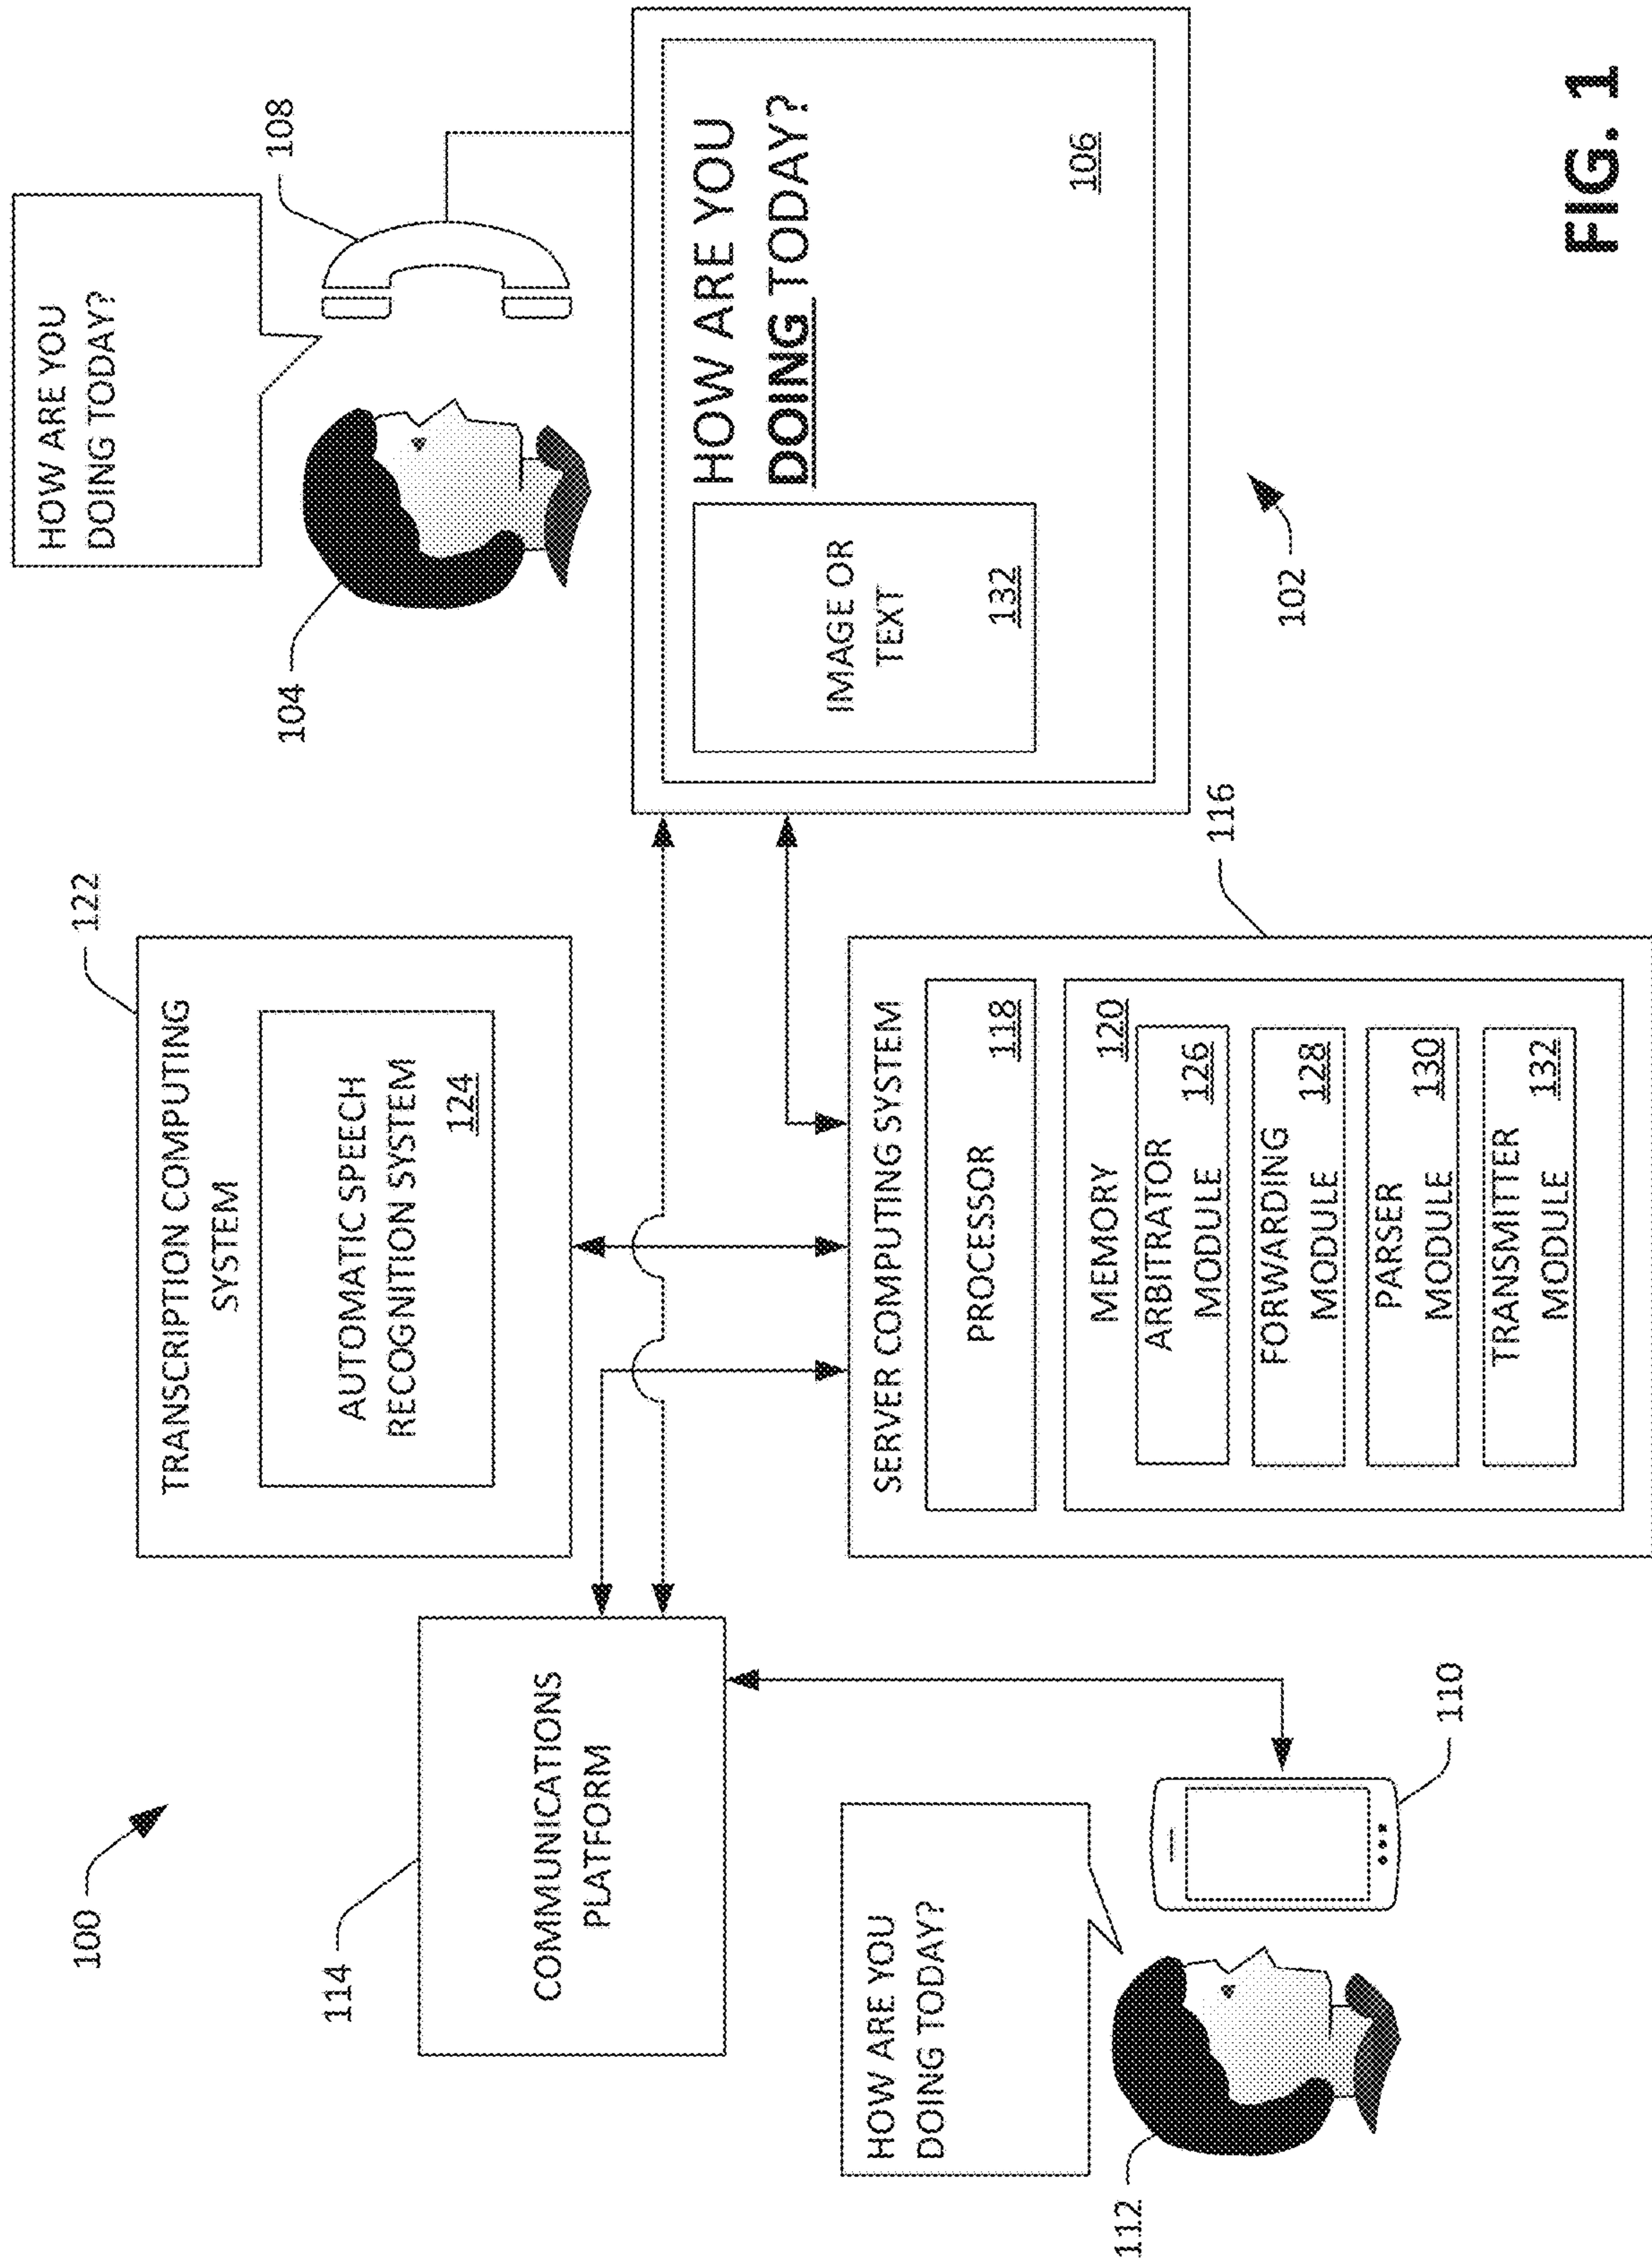 100
114
COMMUNICATIONS
PLATFORM
HOW ARE YOU
DOING TODAY?
112
110
122
TRANSCRIPTION COMPUTING
SYSTEM
AUTOMATIC SPEECH
RECOGNITION SYSTEM
124
SERVER COMPUTING SYSTEM
116
PROCESSOR
118
MEMORY
120
ARBITRATOR
MODULE
126
FORWARDING
MODULE
128
PARSER
MODULE
130
TRANSMITTER
MODULE
132
HOW ARE YOU
DOING TODAY?
104
108
IMAGE OR
TEXT
132
HOW ARE YOU
DOING TODAY?
106
102
FIG. 1